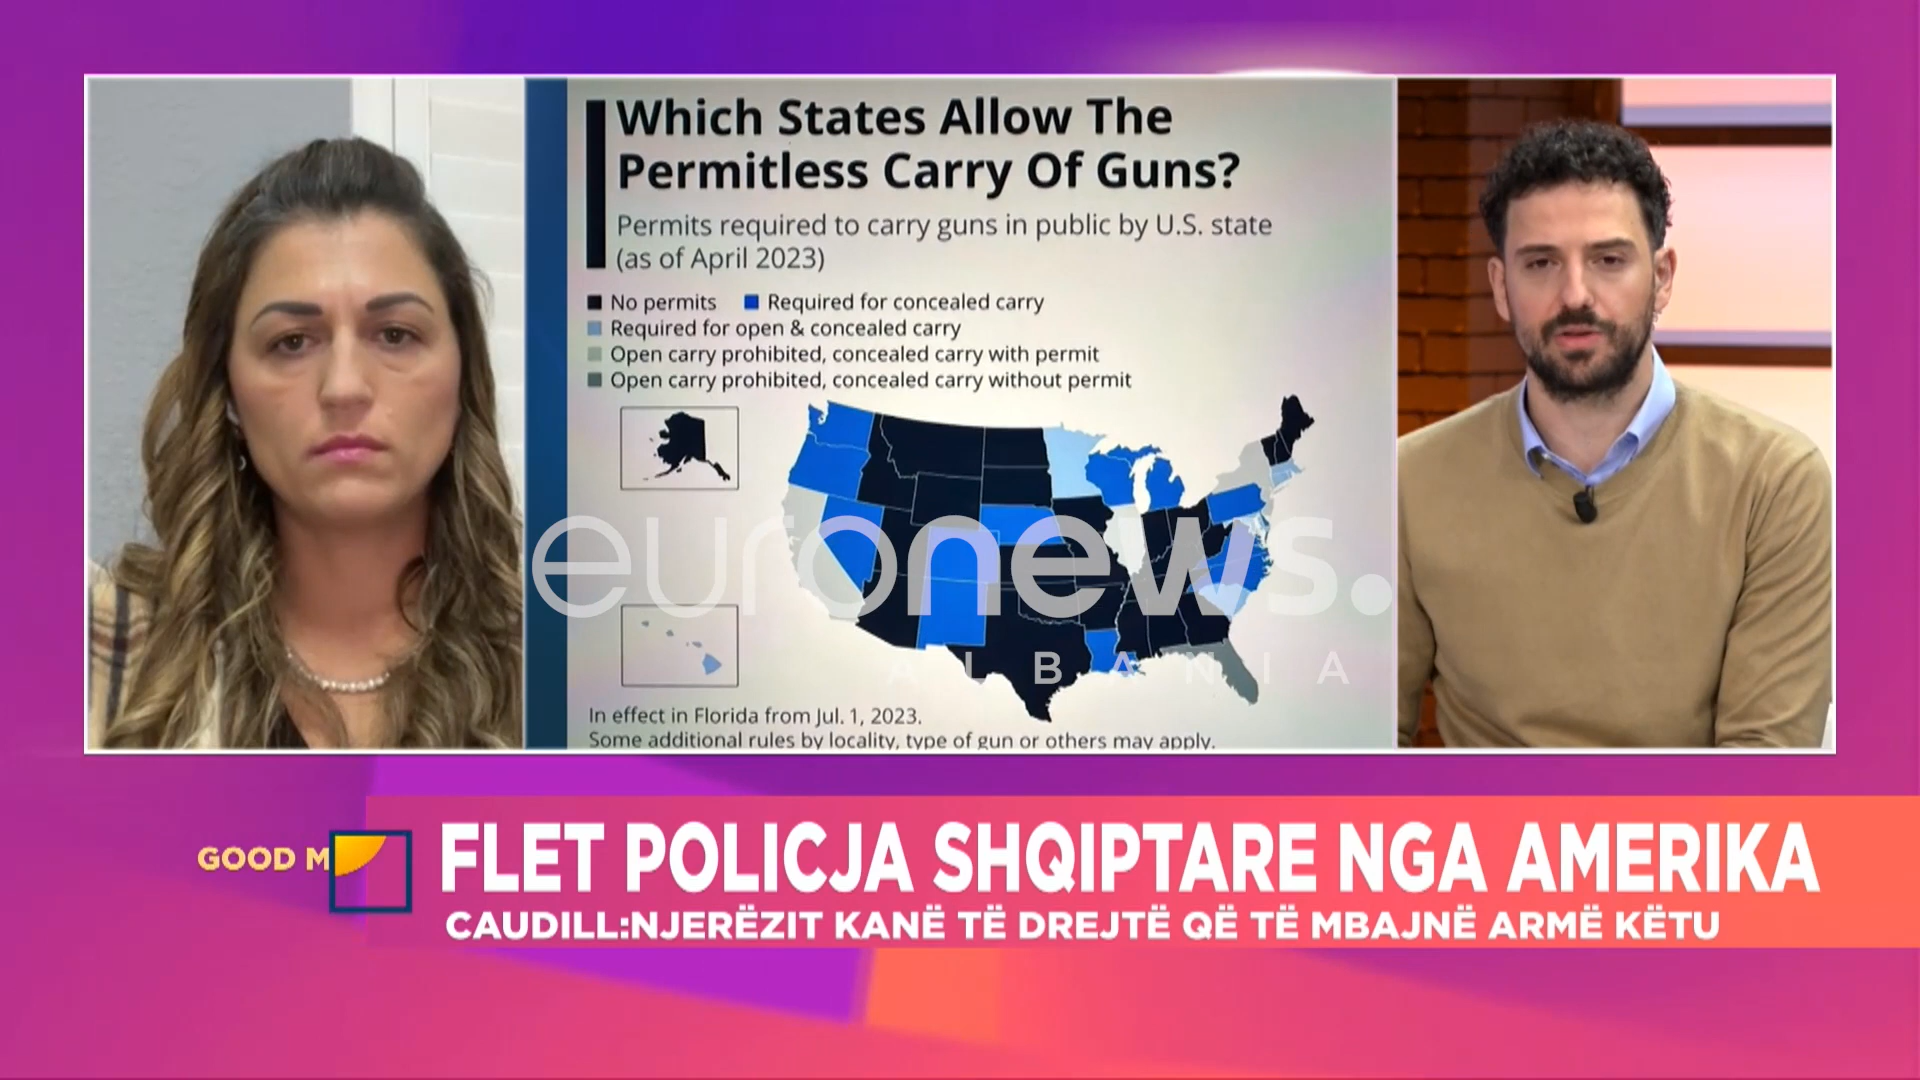 Which States Allow The
Permitless Carry Of Guns?
Permits required to carry guns in public by U.S. state
(as of April 2023)
No permits Required for concealed carry
Required for open & concealed carry
Open carry prohibited, concealed carry with permit
Open carry prohibited, concealed carry without permit
euronews.
ALBANIA
In effect in Florida from Jul. 1, 2023.
Some additional rules by locality, type of gun or others may apply.
GOOD M
FLET POLICJA SHQIPTARE NGA AMERIKA
CAUDILL:NJERËZIT KANË TË DREJTË QË TË MBAJNË ARMË KËTU